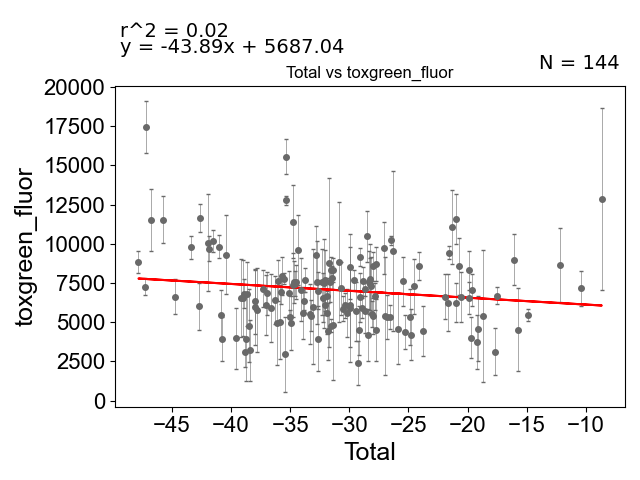 r^2 = 0.02
y = -43.89x + 5687.04
N = 144
Total vs toxgreen_fluor
20000
17500
15000
12500
10000
7500
5000
2500
0
toxgreen_fluor
−45 −40 −35 −30 −25 −20 −15 −10
Total